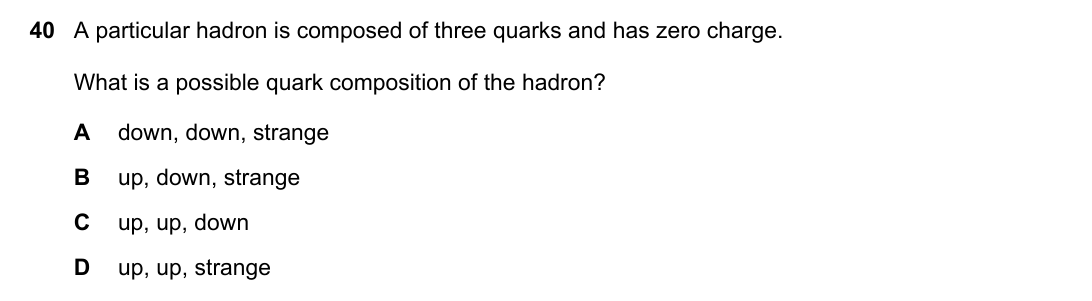 40 A particular hadron is composed of three quarks and has zero charge.
What is a possible quark composition of the hadron?
A down, down, strange
B up, down, strange
C up, up, down
D up, up, strange